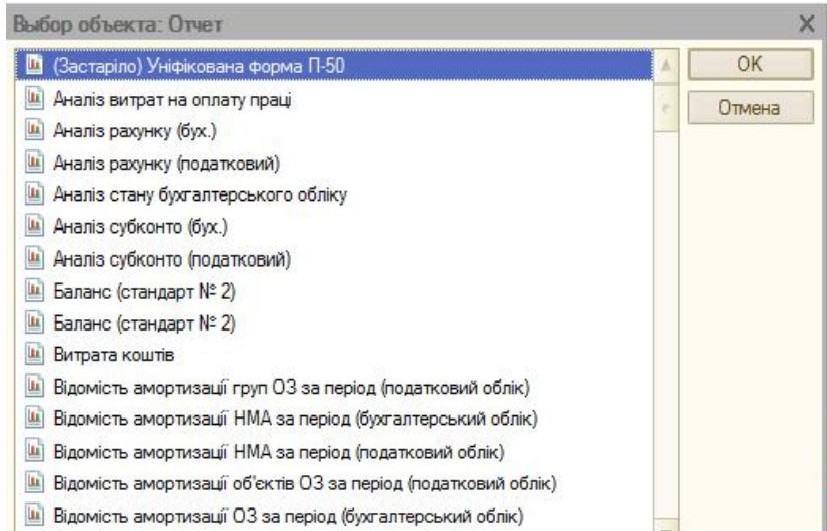 Выбор объекта: Отчет
(Застаріло) Уніфікована форма П-50
Аналіз витрат на оплату праці
Аналіз рахунку (бух.)
Аналіз рахунку (податковий)
Аналіз стану бухгалтерського обліку
Аналіз субконто (бух.)
Аналіз субконто (податковий)
Баланс (стандарт № 2)
Баланс (стандарт № 2)
Витрата коштів
Відомість амортизації груп ОЗ за період (податковий облік)
Відомість амортизації НМА за період (бухгалтерський облік)
Відомість амортизації НМА за період (податковий облік)
Відомість амортизації об'єктів ОЗ за період (податковий облік)
Відомість амортизації ОЗ за період (бухгалтерський облік)
OK
Отмена